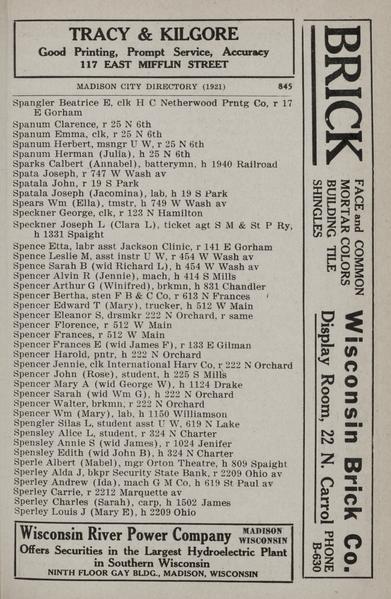 TRACY & KILGORE
Good Printing, Prompt Service, Accuracy
117 EAST MIFFLIN STREET
MADISON CITY DIRECTORY (1921) 845
Spangler Beatrice E, clk H C Netherwood Prntg Co, r 17
E Gorham
Spanum Clarence, r 25 N 6th
Spanum Emma, clk, r 25 N 6th
Spanum Herbert, msngr U W, r 25 N 6th
Spanum Herman (Julia), h 25 N 6th
Sparks Calbert (Annabel), batterymn, h 1940 Railroad
Spata Joseph, r 747 W Wash av
Spatala John, r 19 S Park
Spatala Joseph (Jacomina), lab, h 19 S Park
Spears Wm (Ella), tmstr, h 749 W Wash av
Speckner George, clk, r 123 N Hamilton
Speckner Joseph L (Clara L), ticket agt S M & St P Ry,
h 1331 Spaight
Spence Etta, labr asst Jackson Clinic, r 141 E Gorham
Spence Leslie M, asst instr U W, r 454 W Wash av
Spence Sarah B (wid Richard L), h 454 W Wash av
Spencer Alvin R (Jennie), mach, h 414 S Mills
Spencer Arthur G (Winifred), brkmn, h 831 Chandler
Spencer Bertha, sten F B & C Co, r 613 N Frances
Spencer Edward T (Mary), trucker, h 512 W Main
Spencer Eleanor S, drsmkr 222 N Orchard, r same
Spencer Florence, r 512 W Main
Spencer Frances, r 512 W Main
Spencer Frances E (wid James F), r 133 E Gilman
Spencer Harold, pntr, h 222 N Orchard
Spencer Jennie, clk International Harv Co, r 222 N Orchard
Spencer John (Rose), student, h 225 S Mills
Spencer Mary A (wid George W), h 1124 Drake
Spencer Sarah (wid Wm G), h 222 N Orchard
Spencer Walter, brkmn, r 222 N Orchard
Spencer Wm (Mary), lab, h 1150 Williamson
Spengler Silas L, student asst U W, 619 N Lake
Spensley Alice L, student, r 324 N Charter
Spensley Annie S (wid James), r 1024 Jenifer
Spensley Edith (wid John B), h 324 N Charter
Sperle Albert (Mabel), mgr Orton Theatre, h 809 Spaight
Sperley Alda J, bkpr Security State Bank, r 2209 Ohio av
Sperley Andrew (Ida), mach G M Co, h 619 St Paul av
Sperley Carrie, r 2212 Marquette av
Sperley Charles (Sarah), carp, h 1502 James
Sperley Louis J (Mary E), h 2209 Ohio
Wisconsin River Power Company MADISON WISCONSIN
Offers Securities in the Largest Hydroelectric Plant
in Southern Wisconsin
NINTH FLOOR GAY BLDG., MADISON, WISCONSIN
BRICK
FACE and COMMON
MORTAR COLORS
BUILDING TILE
SHINGLES
Wisconsin Brick Co.
Display Room, 22 N. Carrol
PHONE
B-630